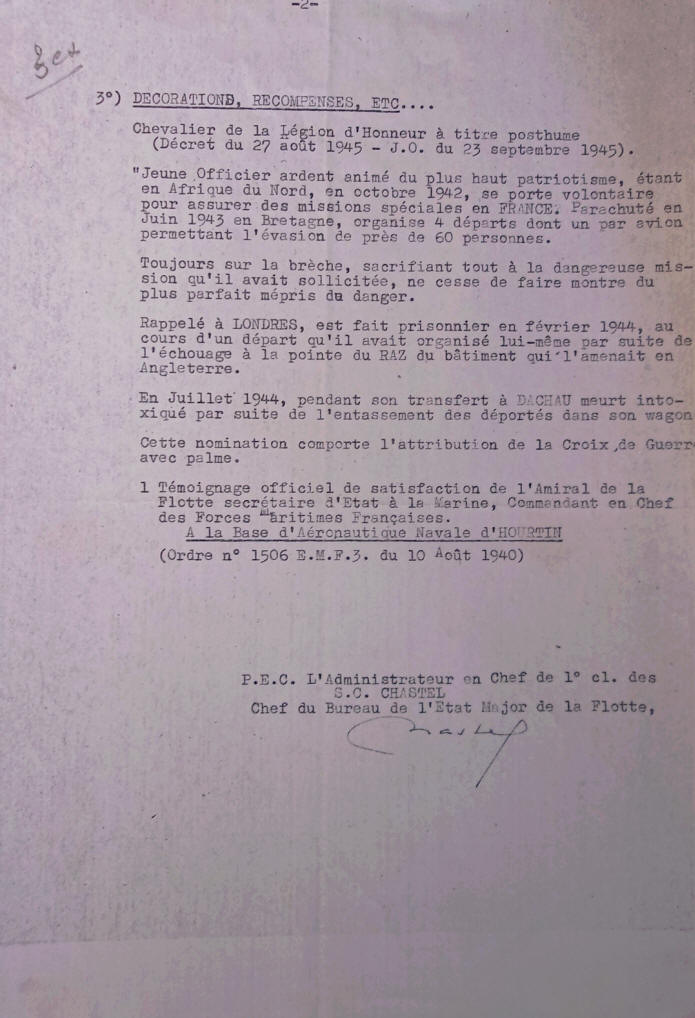 -2-
3ex
3°) DECORATIONS, RECOMPENSES, ETC....
Chevalier de la Légion d'Honneur à titre posthume
(Décret du 27 août 1945 - J.O. du 23 septembre 1945).
"Jeune Officier ardent animé du plus haut patriotisme, étant
en Afrique du Nord, en octobre 1942, se porte volontaire
pour assurer des missions spéciales en FRANCE. Parachuté en
Juin 1943 en Bretagne, organise 4 départs dont un par avion
permettant l'évasion de près de 60 personnes.
Toujours sur la brèche, sacrifiant tout à la dangereuse mis-
sion qu'il avait sollicitée, ne cesse de faire montre du
plus parfait mépris du danger.
Rappelé à LONDRES, est fait prisonnier en février 1944, au
cours d'un départ qu'il avait organisé lui-même par suite de
l'échouage à la pointe du RAZ du bâtiment qui l'amenait en
Angleterre.
En Juillet 1944, pendant son transfert à DACHAU meurt into-
xiqué par suite de l'entassement des déportés dans son wagon
Cette nomination comporte l'attribution de la Croix de Guerre
avec palme.
1 Témoignage officiel de satisfaction de l'Amiral de la
Flotte secrétaire d'Etat à la Marine, Commandant en Chef
des Forces Maritimes Françaises.
A la Base d'Aéronautique Navale d'HOURTIN
(Ordre n° 1506 E.M.F.3. du 10 Août 1940)
P.E.C. L'Administrateur en Chef de 1° cl. des
S.C. CHASTEL
Chef du Bureau de l'Etat Major de la Flotte,
Chastel